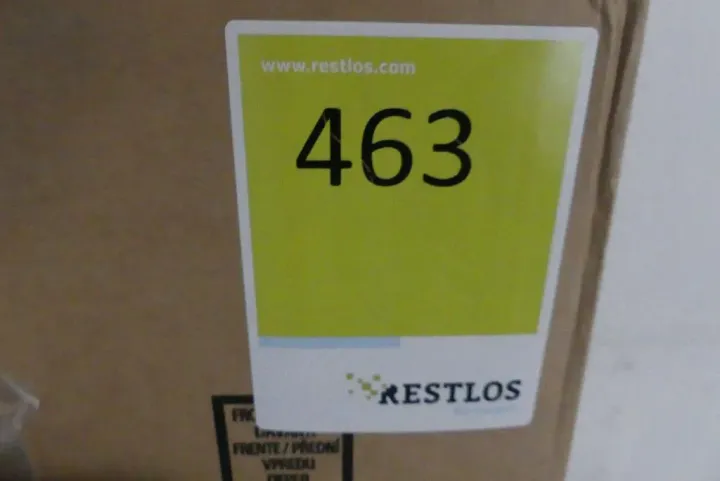 www.restlos.com
463
RESTLOS
FRENTE / PŘEDNÍ
VPREDU